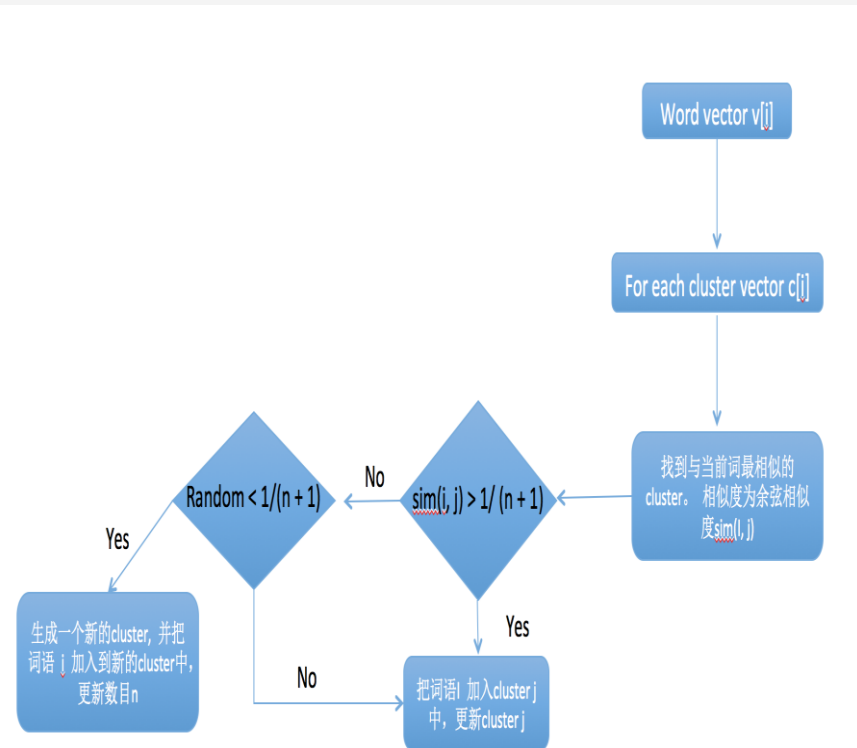 Word vector v[i]
For each cluster vector c[j]
找到与当前词最相似的
cluster。 相似度为余弦相似
度sim(I, j)
sim(i, j) > 1/ (n + 1)
No
Random < 1/(n + 1)
Yes
Yes
生成一个新的cluster, 并把
词语 i 加入到新的cluster中，
更新数目n
No
把词语I 加入cluster j
中，更新cluster j